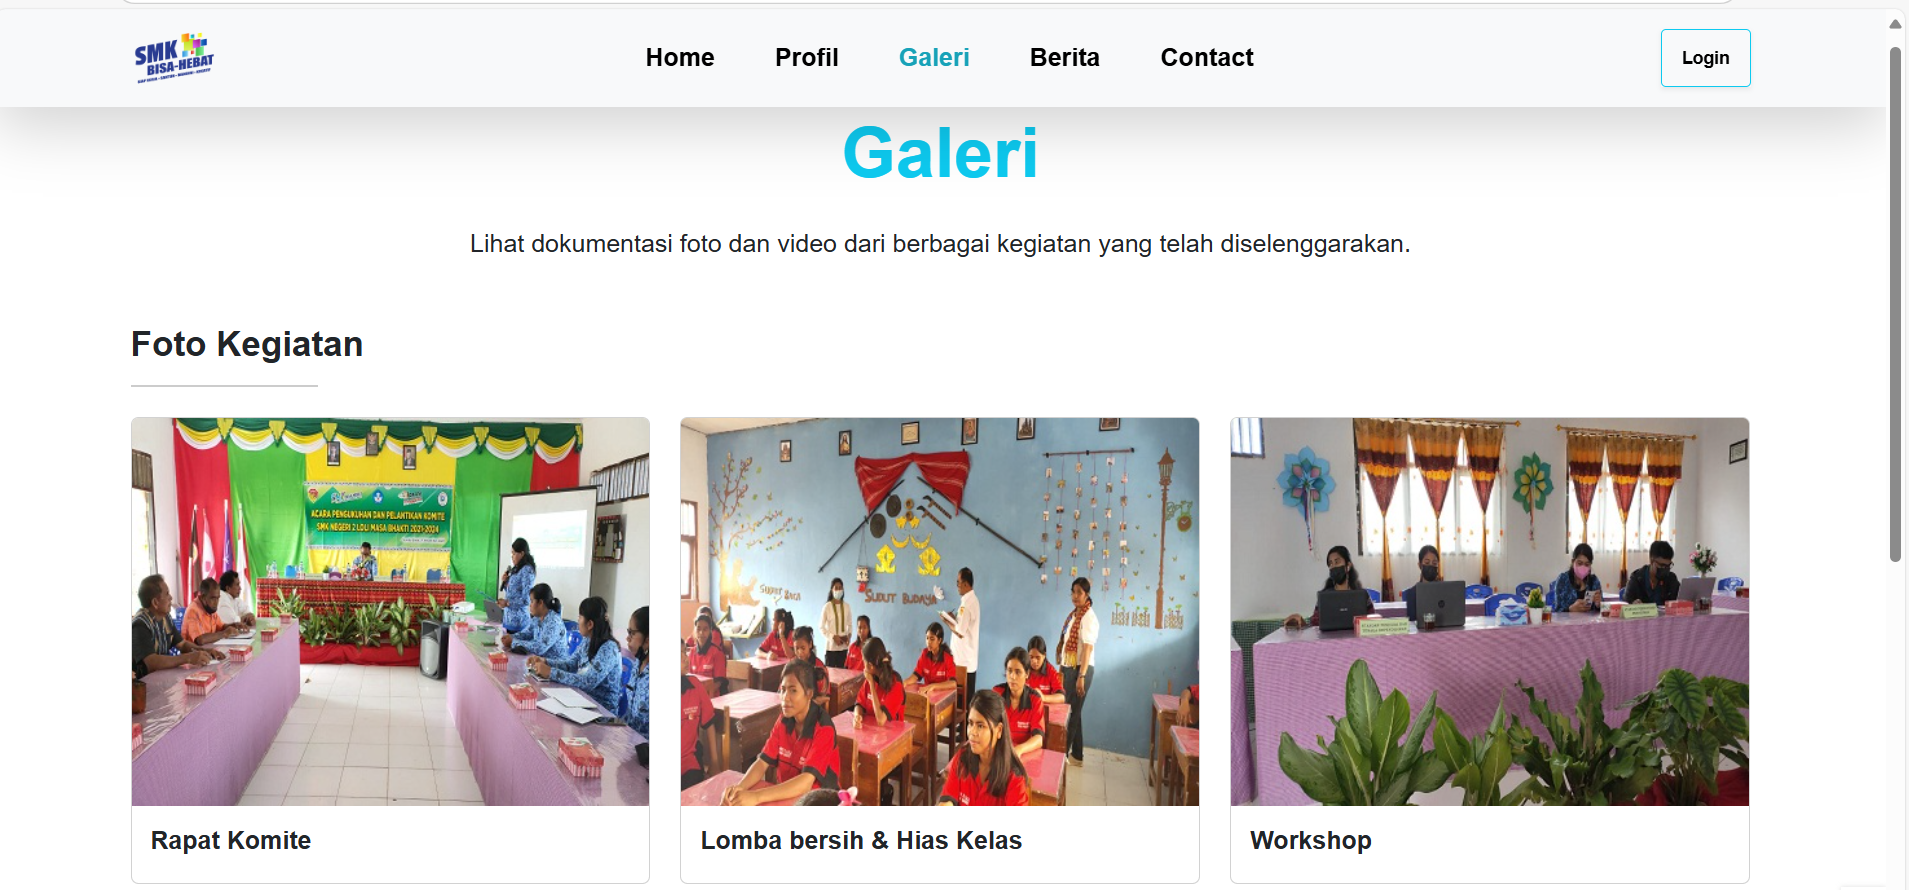 SMK
BISA-HEBAT
Home
Profil
Galeri
Berita
Contact
Login
Galeri
Lihat dokumentasi foto dan video dari berbagai kegiatan yang telah diselenggarakan.
Foto Kegiatan
ACARA PENGUKUHAN DAN PELANTIKAN KOMITE
SMK NEGERI 2 LOLI MASA BHAKTI 2021-2024
SUDUT BACA
SUDUT BUDAYA
Rapat Komite
Lomba bersih & Hias Kelas
Workshop